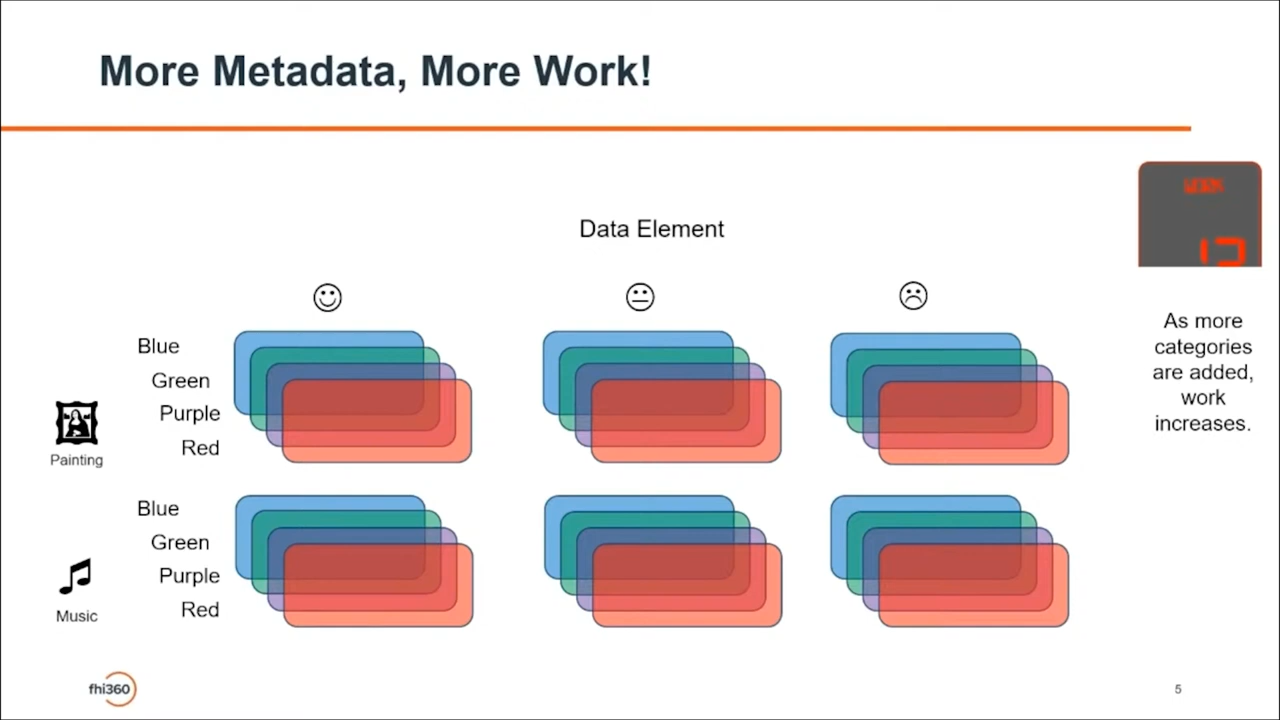 More Metadata, More Work!
Data Element
As more
categories
are added,
work
increases.
Blue
Green
Purple
Red
Painting
Blue
Green
Purple
Red
Music
fhi360
5